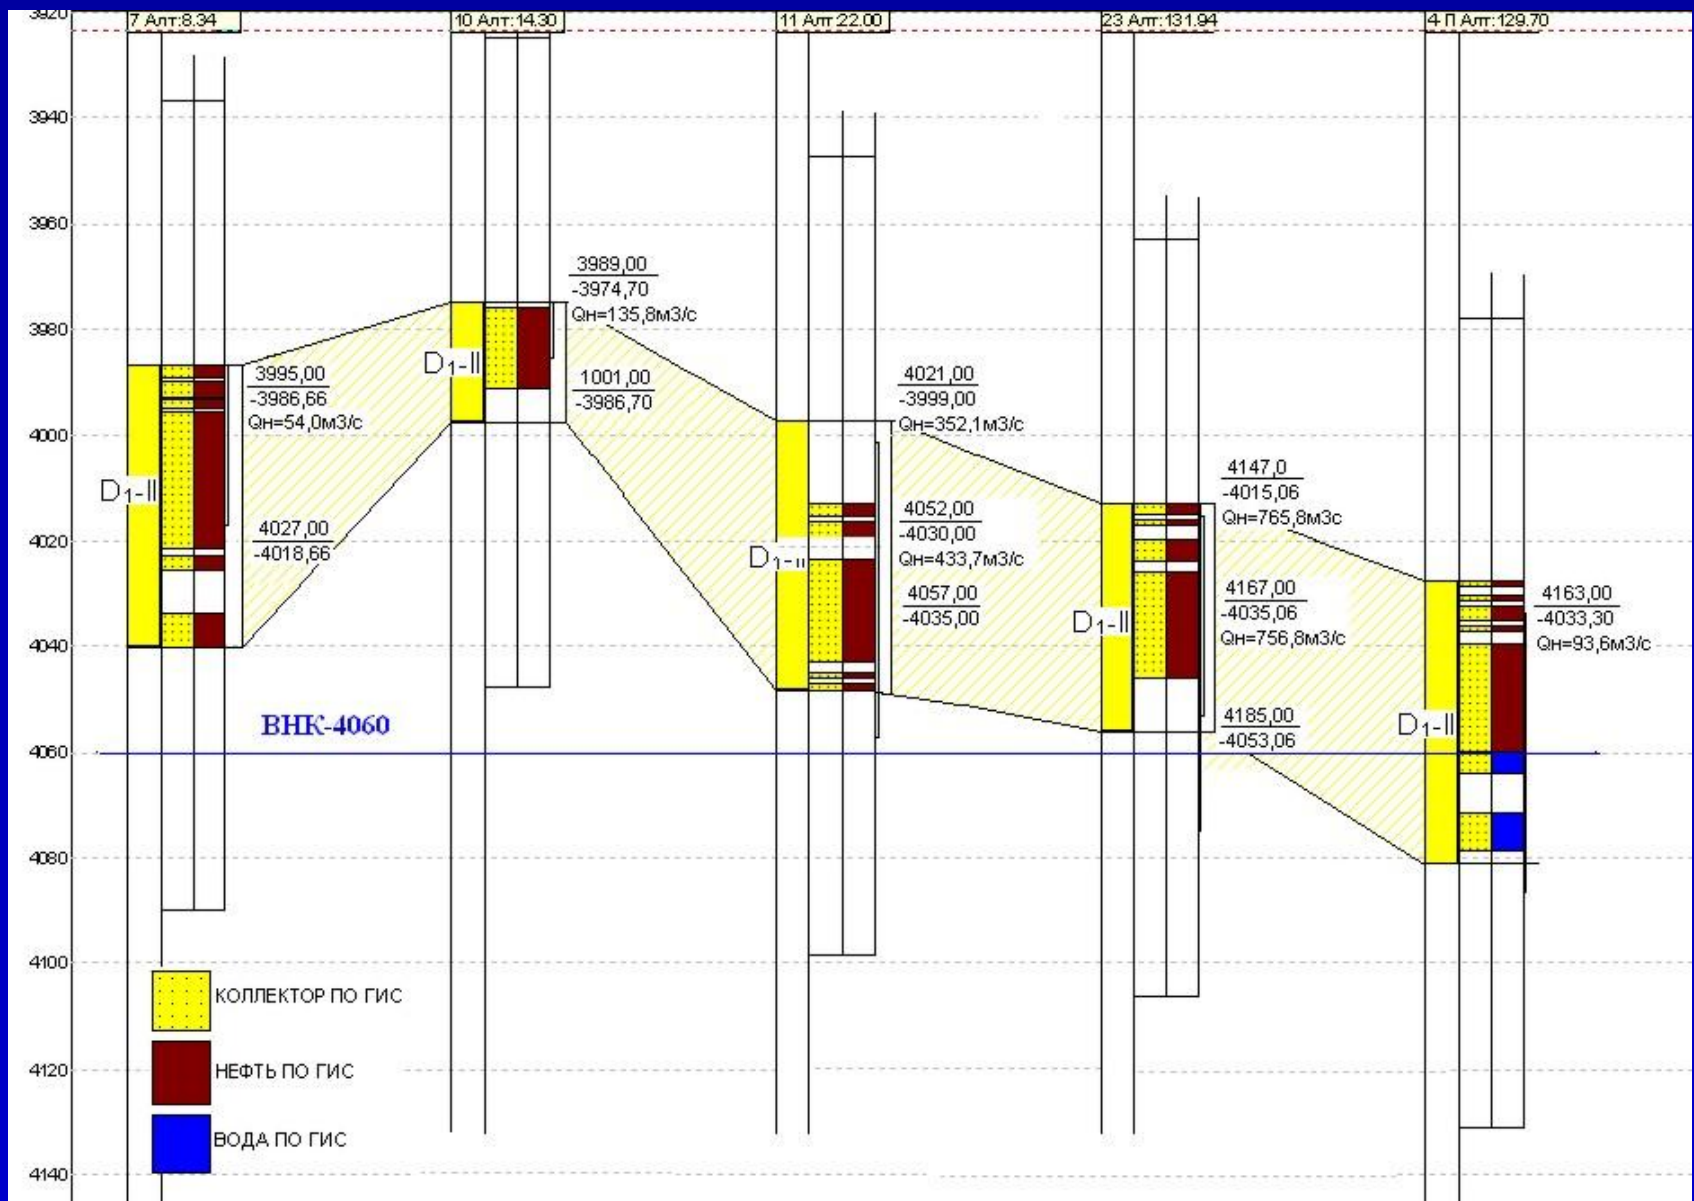 7 Алт:8.34
10 Алт:14.30
11 Алт:22.00
23 Алт:131.94
4 П Алт:129.70
3920
3940
3960
3980
4000
4020
4040
4060
4080
4100
4120
4140
D1-II
3995,00
-3986,66
Qн=54,0м3/с
4027,00
-4018,66
D1-II
3989,00
-3974,70
Qн=135,8м3/с
1001,00
-3986,70
D1-II
4021,00
-3999,00
Qн=352,1м3/с
4052,00
-4030,00
Qн=433,7м3/с
4057,00
-4035,00
D1-II
4147,0
-4015,06
Qн=765,8м3с
4167,00
-4035,06
Qн=756,8м3/с
4185,00
-4053,06
D1-II
4163,00
-4033,30
Qн=93,6м3/с
ВНК-4060
КОЛЛЕКТОР ПО ГИС
НЕФТЬ ПО ГИС
ВОДА ПО ГИС